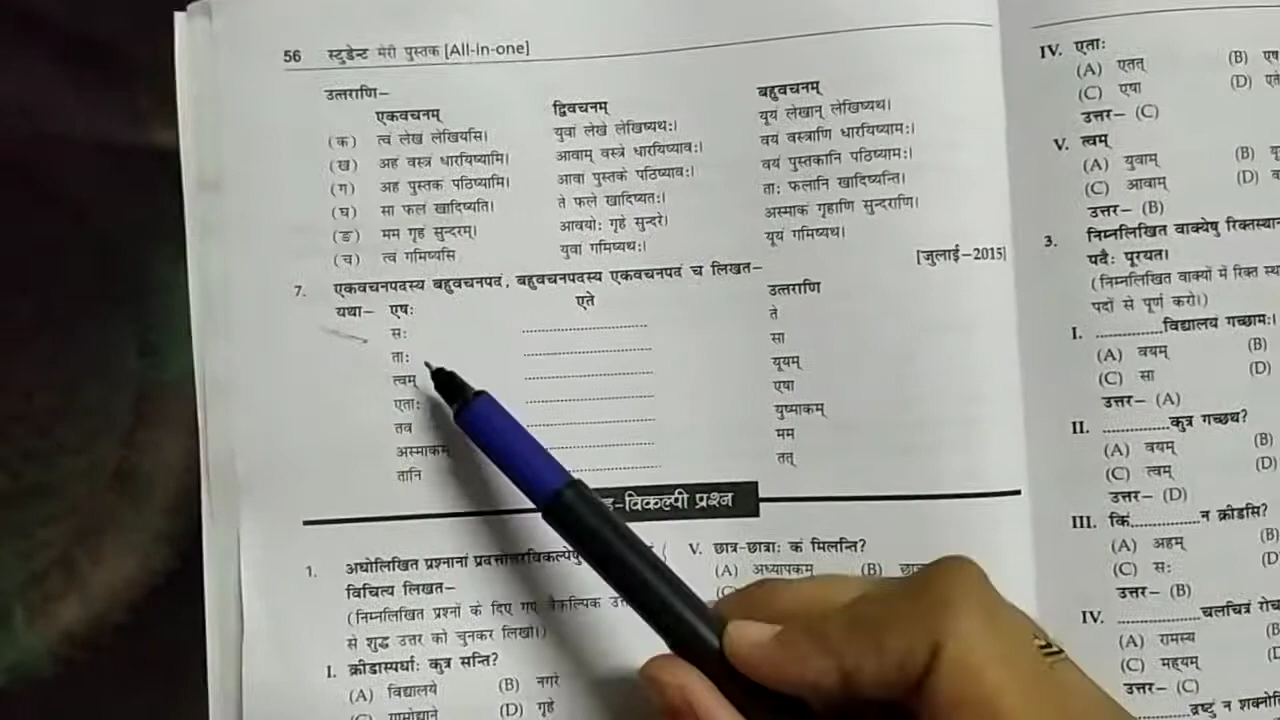 56 स्टुडेन्ट मेरी पुस्तक [All-in-one]
उत्तराणि–
एकवचनम् द्विवचनम् बहुवचनम्
(क) त्वं लेखं लेखिष्यसि। युवां लेखे लेखिष्यथः। यूयं लेखान् लेखिष्यथ।
(ख) अहं वस्त्रं धारयिष्यामि। आवाम् वस्त्रे धारयिष्यावः। वयं वस्त्राणि धारयिष्यामः।
(ग) अहं पुस्तकं पठिष्यामि। आवां पुस्तके पठिष्यावः। वयं पुस्तकानि पठिष्यामः।
(घ) सा फलं खादिष्यति। ते फले खादिष्यतः। ताः फलानि खादिष्यन्ति।
(ङ) मम गृहं सुन्दरम्। आवयोः गृहे सुन्दरे। अस्माकं गृहाणि सुन्दराणि।
(च) त्वं गमिष्यसि युवां गमिष्यथः। यूयं गमिष्यथ।
7. एकवचनपदस्य बहुवचनपदं, बहुवचनपदस्य एकवचनपदं च लिखत– [जुलाई–2015]
यथा– एषः एते उत्तराणि
सः .................... ते
ताः .................... सा
त्वम् .................... यूयम्
एताः .................... एषा
तव .................... युष्माकम्
अस्माकम् .................... मम
तानि .................... तत्
-विकल्पी प्रश्न
1. अधोलिखित प्रश्नानां
विचित्य लिखत–
(निम्नलिखित प्रश्नों के दिए गए वैकल्पिक
से शुद्ध उत्तर को चुनकर लिखो।)
I. क्रीडास्पर्धाः कुत्र सन्ति?
(A) विद्यालये (B) नगरे
(D) गृहे
V. छात्र-छात्राः कं मिलन्ति?
(A) अध्यापकम् (B)
IV. एताः
(A) एतत् (B)
(C) एषा (D)
उत्तर– (C)
V. त्वम्
(A) युवाम् (B)
(C) आवाम् (D)
उत्तर– (B)
3. निम्नलिखित वाक्येषु
पदैः पूरयत।
(निम्नलिखित वाक्यों में रिक्त
पदों से पूर्ण करो।)
I. ...............विद्यालयं गच्छामः।
(A) वयम् (B)
(C) सा (D)
उत्तर– (A)
II. ...............कुत्र गच्छथ?
(A) वयम् (B)
(C) त्वम् (D)
उत्तर– (D)
III. किं...............न क्रीडसि?
(A) अहम् (B)
(C) सः (D)
उत्तर– (B)
IV. ...............चलचित्रं
(A) रामस्य (B)
(C) मह्यम्
उत्तर– (C)
...............द्रष्टुं न